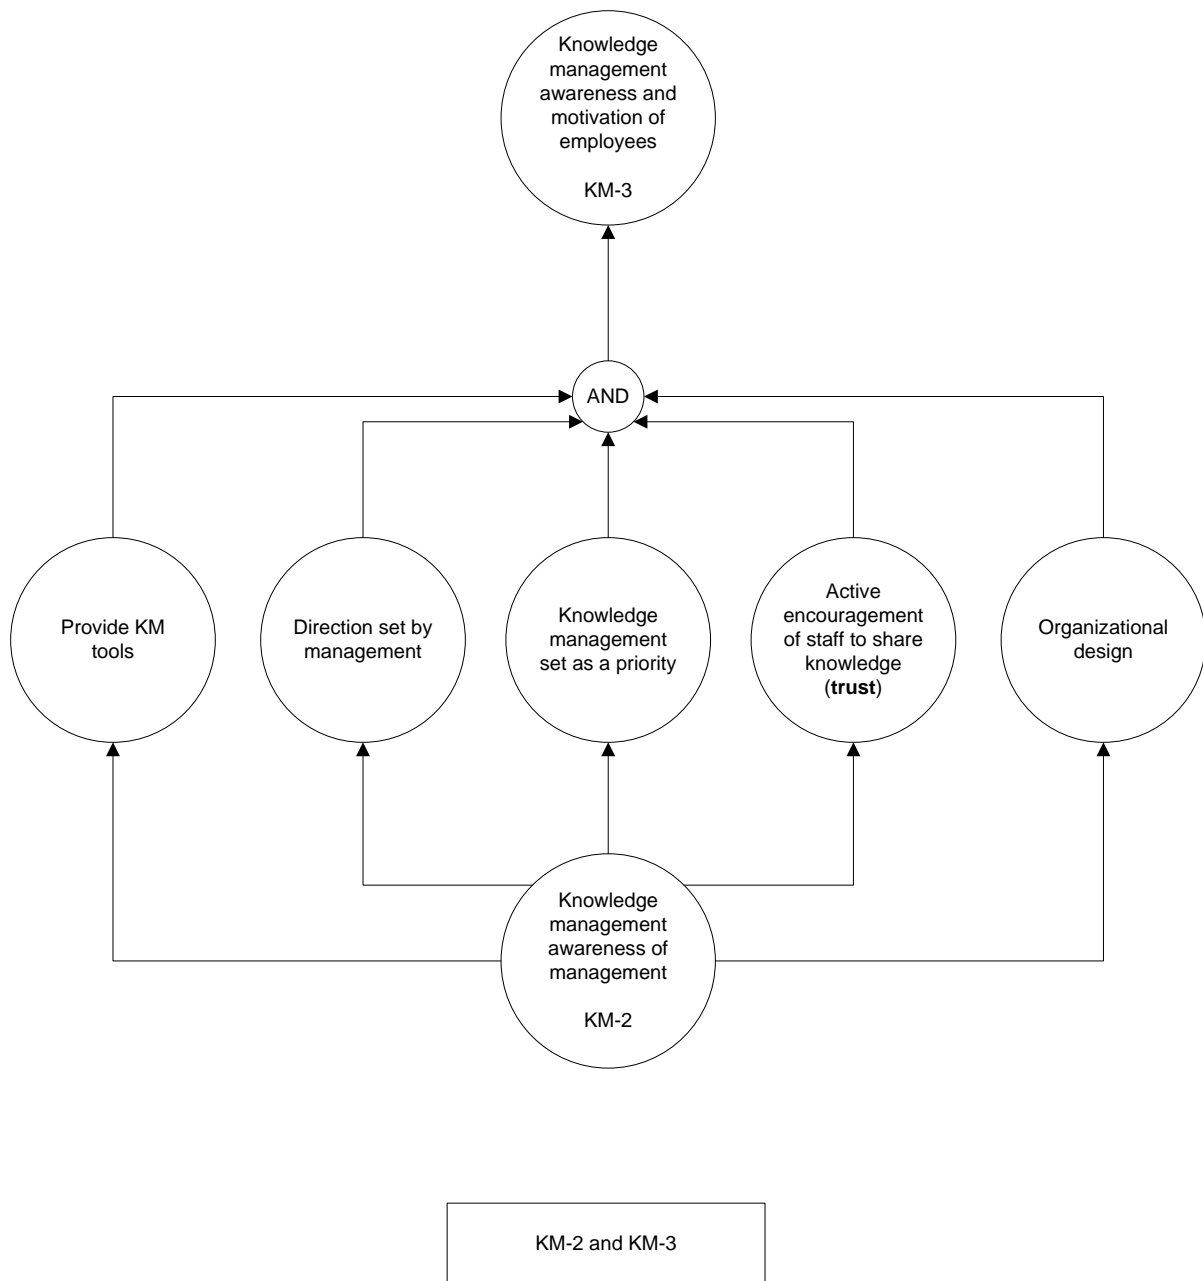 Knowledge
management
awareness and
motivation of
employees
KM-3
AND
Provide KM
tools
Direction set by
management
Knowledge
management
set as a priority
Active
encouragement
of staff to share
knowledge
(trust)
Organizational
design
Knowledge
management
awareness of
management
KM-2
KM-2 and KM-3